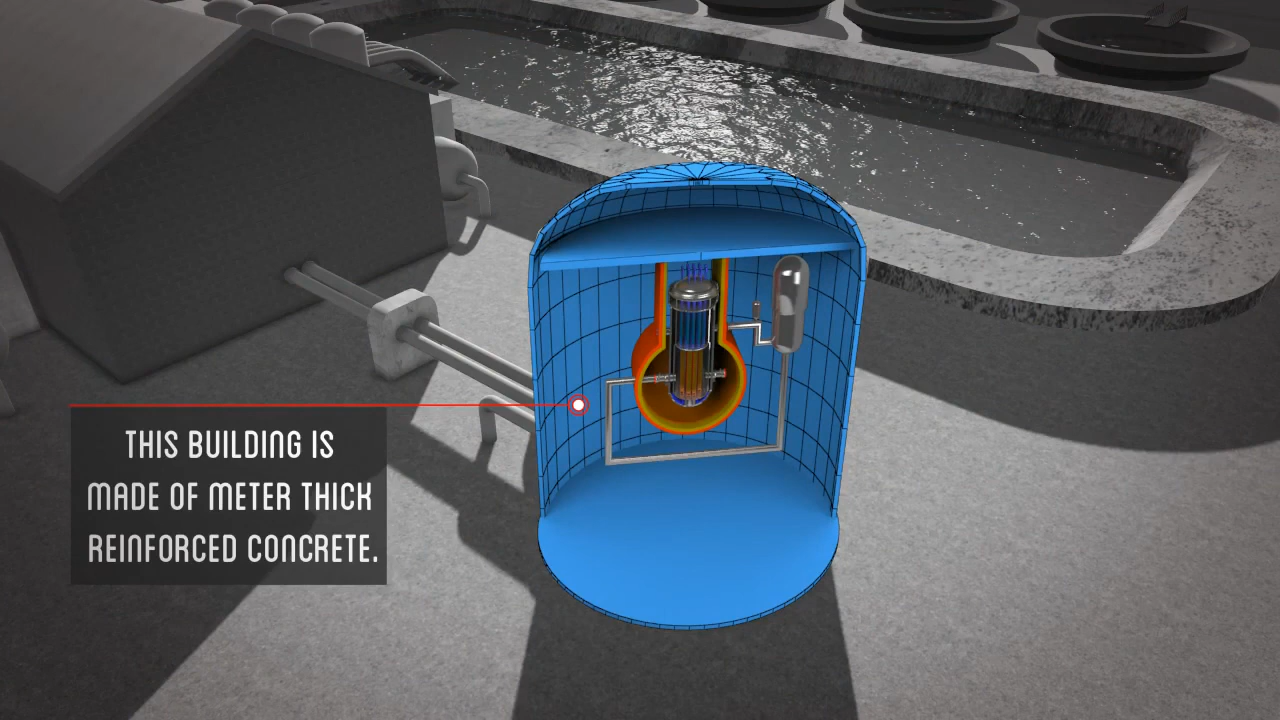 THIS BUILDING IS
MADE OF METER THICK
REINFORCED CONCRETE.